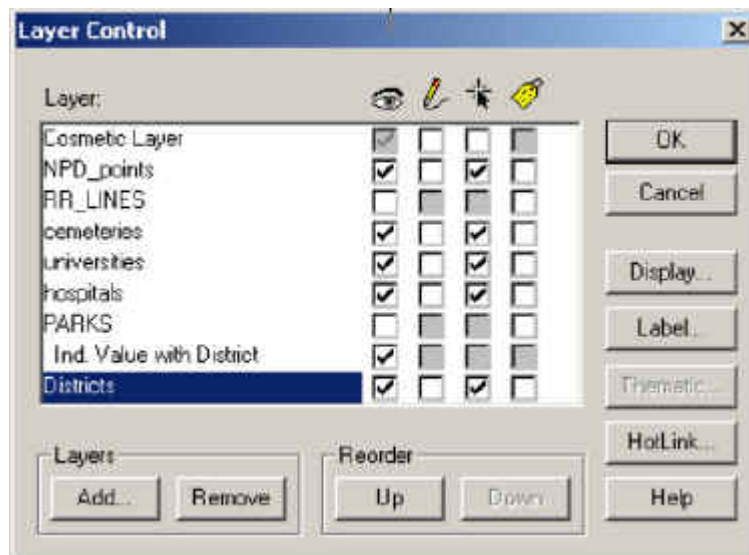 Layer Control
Layer:
Cosmetic Layer
NPD_points
RR_LINES
cemeteries
universities
hospitals
PARKS
Ind. Value with District
Districts
OK
Cancel
Display...
Label...
Thematic...
HotLink...
Help
Layers
Add...
Remove
Reorder
Up
Down